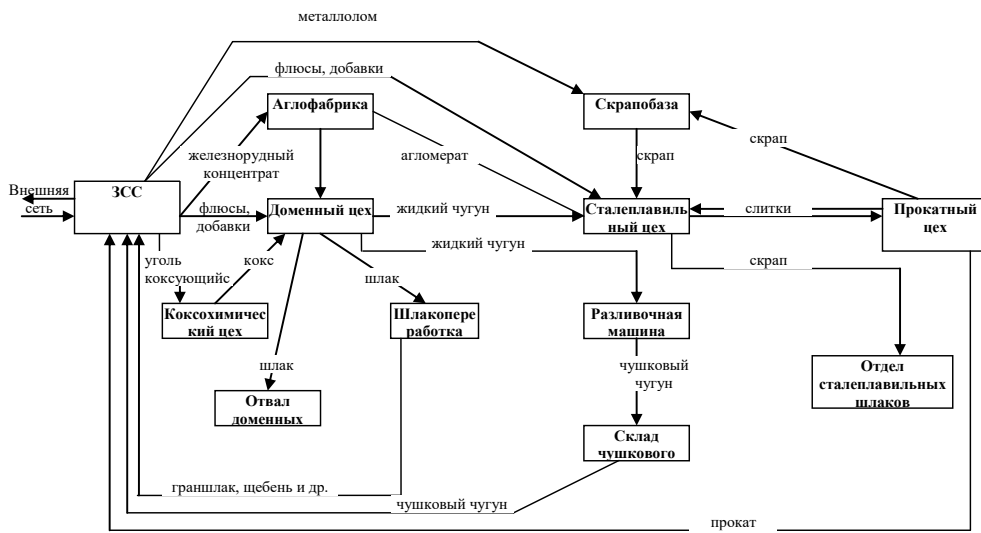 металлолом
флюсы, добавки
Аглофабрика
Скрапобаза
скрап
железнорудный
концентрат
агломерат
скрап
Внешняя
сеть
ЗСС
флюсы,
добавки
Доменный цех
жидкий чугун
Сталеплавиль
ный цех
слитки
Прокатный
цех
жидкий чугун
уголь
коксующийс
кокс
шлак
скрап
Коксохимичес
кий цех
Шлакопере
работка
Разливочная
машина
шлак
чушковый
чугун
Отдел
сталеплавильных
шлаков
Отвал
доменных
Склад
чушкового
граншлак, щебень и др.
чушковый чугун
прокат